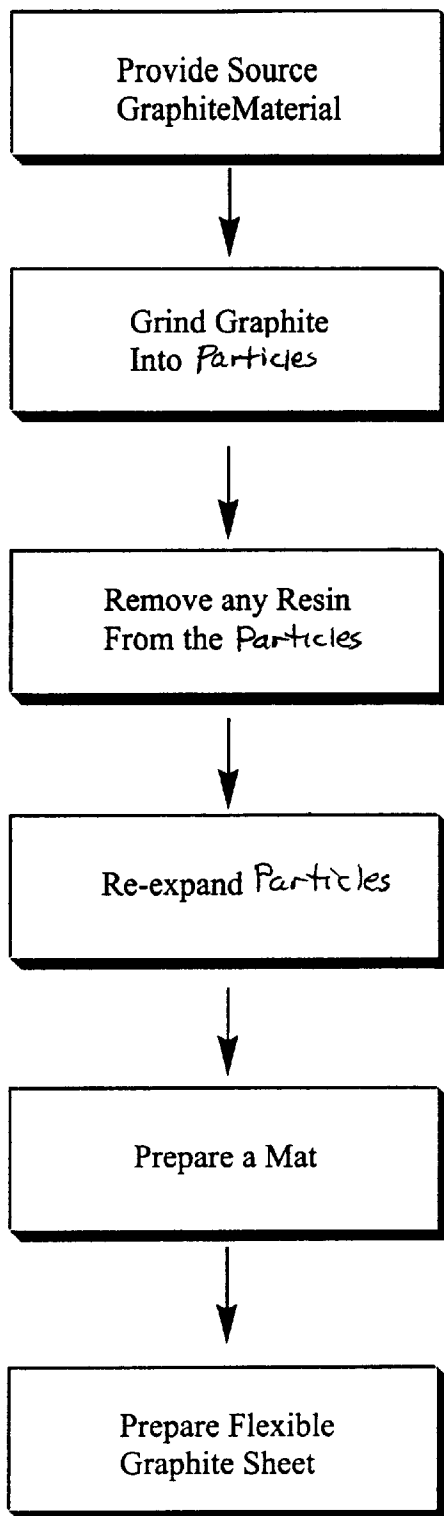 Provide Source
GraphiteMaterial
Grind Graphite
Into Particles
Remove any Resin
From the Particles
Re-expand Particles
Prepare a Mat
Prepare Flexible
Graphite Sheet